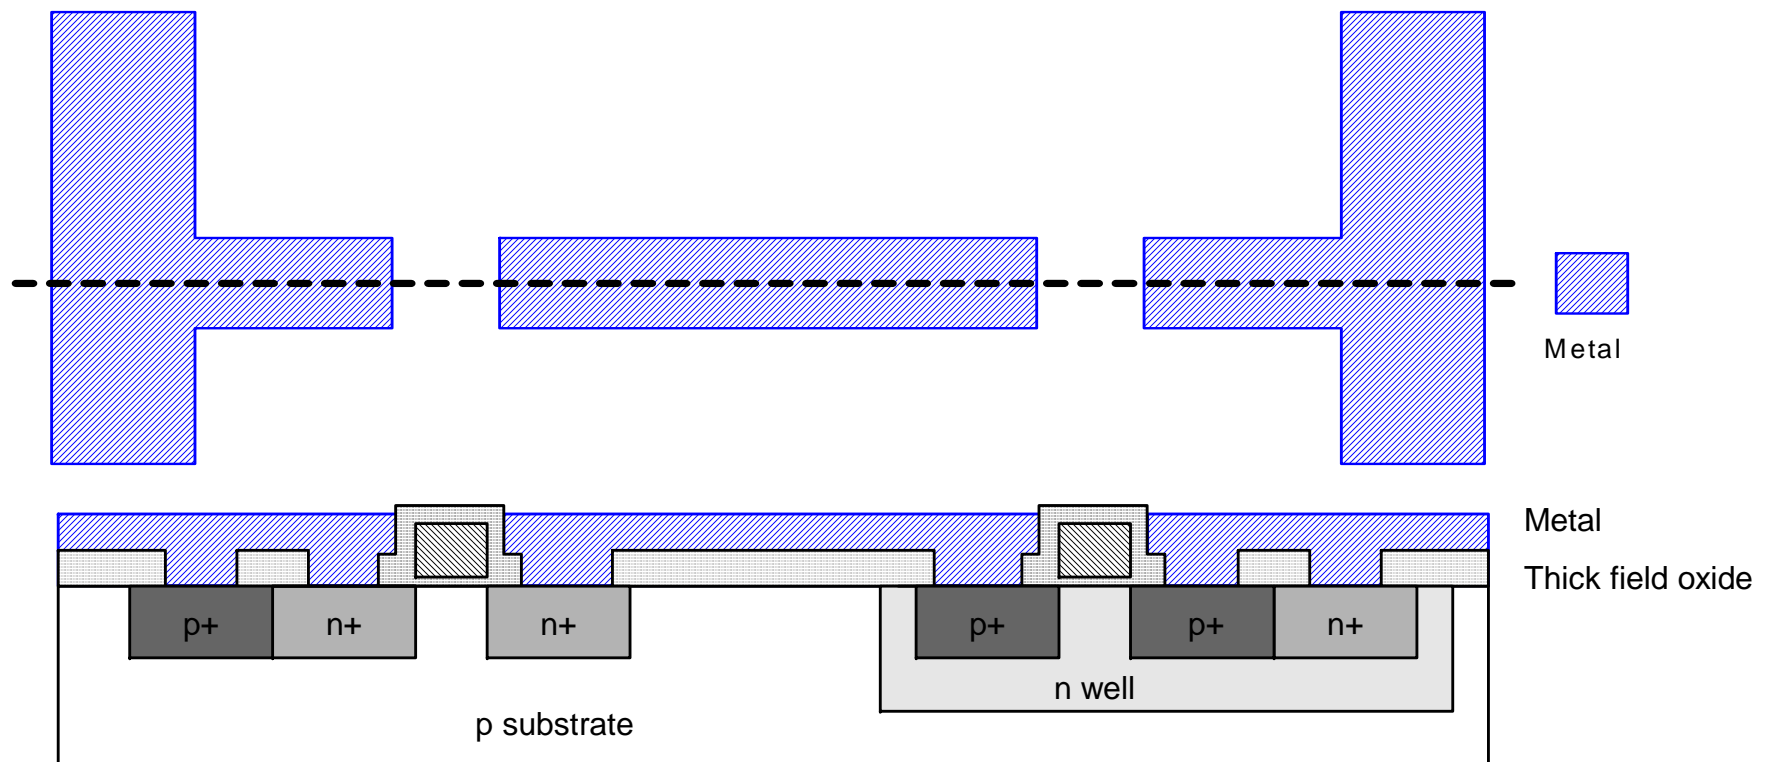 Metal
Metal
Thick field oxide
p+
n+
n+
p+
p+
n+
n well
p substrate